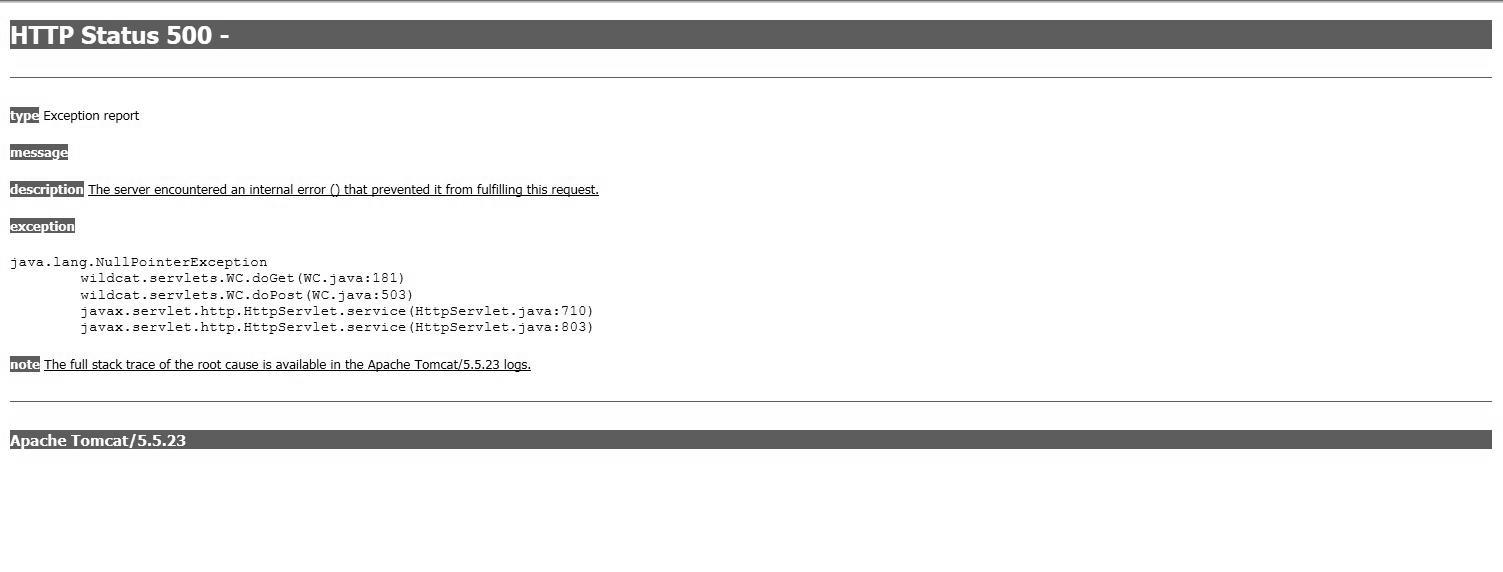 HTTP Status 500 -
type Exception report
message
description The server encountered an internal error () that prevented it from fulfilling this request.
exception
java.lang.NullPointerException
wildcat.servlets.WC.doGet(WC.java:181)
wildcat.servlets.WC.doPost(WC.java:503)
javax.servlet.http.HttpServlet.service(HttpServlet.java:710)
javax.servlet.http.HttpServlet.service(HttpServlet.java:803)
note The full stack trace of the root cause is available in the Apache Tomcat/5.5.23 logs.
Apache Tomcat/5.5.23